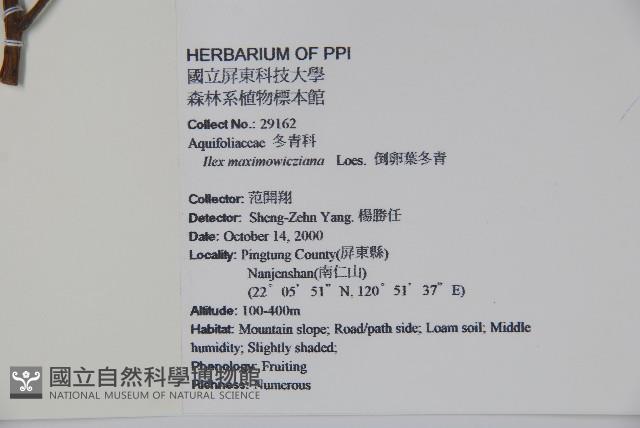 HERBARIUM OF PPI
國立屏東科技大學
森林系植物標本館
Collect No.: 29162
Aquifoliaceae 冬青科
Ilex maximowicziana Loes. 倒卵葉冬青
Collector: 范開翔
Detector: Sheng-Zehn Yang. 楊勝任
Date: October 14, 2000
Locality: Pingtung County(屏東縣)
Nanjenshan(南仁山)
(22° 05' 51" N, 120° 51' 37" E)
Altitude: 100-400m
Habitat: Mountain slope; Road/path side; Loam soil; Middle
humidity; Slightly shaded;
Phenology: Fruiting
Richness: Numerous
國立自然科學博物館
NATIONAL MUSEUM OF NATURAL SCIENCE